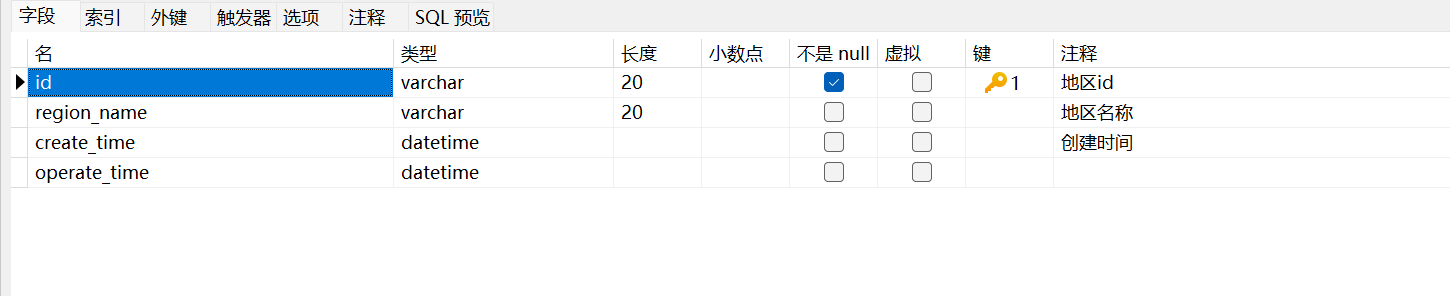 字段 索引 外键 触发器 选项 注释 SQL 预览
名 类型 长度 小数点 不是 null 虚拟 键 注释
id varchar 20 1 地区id
region_name varchar 20 地区名称
create_time datetime 创建时间
operate_time datetime